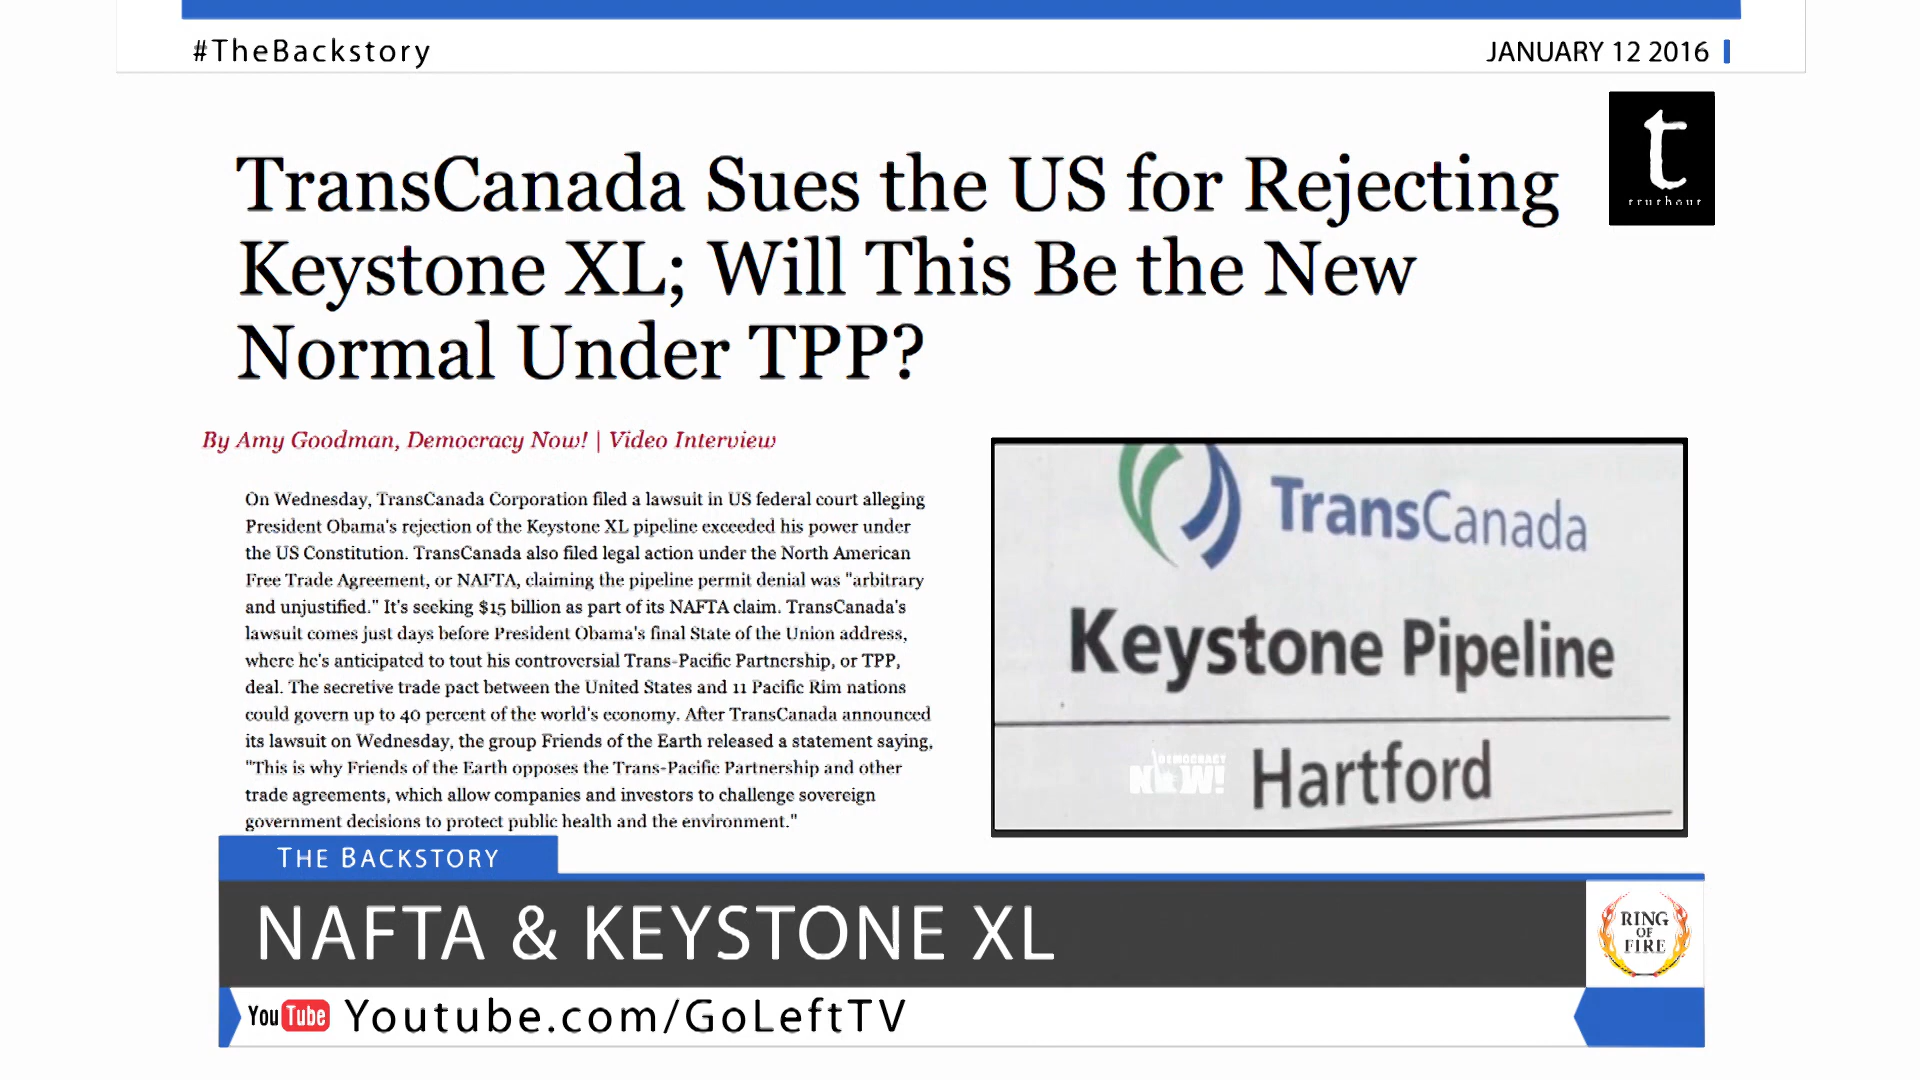 #TheBackstory
JANUARY 12 2016
t
truthout
TransCanada Sues the US for Rejecting
Keystone XL; Will This Be the New
Normal Under TPP?
By Amy Goodman, Democracy Now! | Video Interview
On Wednesday, TransCanada Corporation filed a lawsuit in US federal court alleging
President Obama's rejection of the Keystone XL pipeline exceeded his power under
the US Constitution. TransCanada also filed legal action under the North American
Free Trade Agreement, or NAFTA, claiming the pipeline permit denial was "arbitrary
and unjustified." It's seeking $15 billion as part of its NAFTA claim. TransCanada's
lawsuit comes just days before President Obama's final State of the Union address,
where he's anticipated to tout his controversial Trans-Pacific Partnership, or TPP,
deal. The secretive trade pact between the United States and 11 Pacific Rim nations
could govern up to 40 percent of the world's economy. After TransCanada announced
its lawsuit on Wednesday, the group Friends of the Earth released a statement saying,
"This is why Friends of the Earth opposes the Trans-Pacific Partnership and other
trade agreements, which allow companies and investors to challenge sovereign
government decisions to protect public health and the environment."
TransCanada
Keystone Pipeline
Hartford
DEMOCRACY
NOW!
THE BACKSTORY
NAFTA & KEYSTONE XL
RING
OF
FIRE
YouTube Youtube.com/GoLeftTV